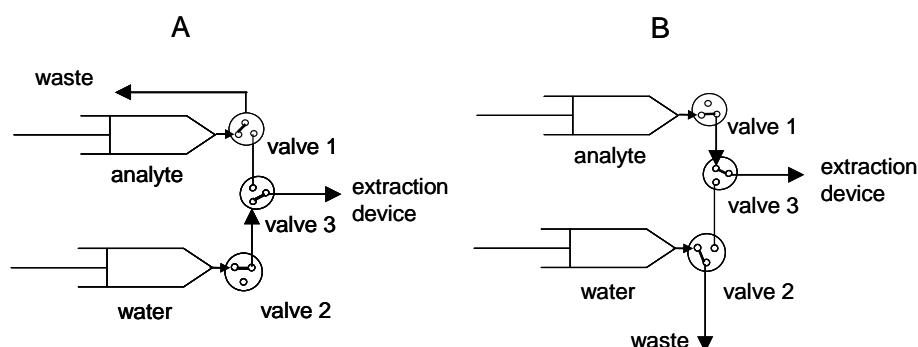 A
waste
valve 1
analyte
extraction
device
valve 3
water
valve 2
B
valve 1
analyte
extraction
device
valve 3
water
valve 2
waste